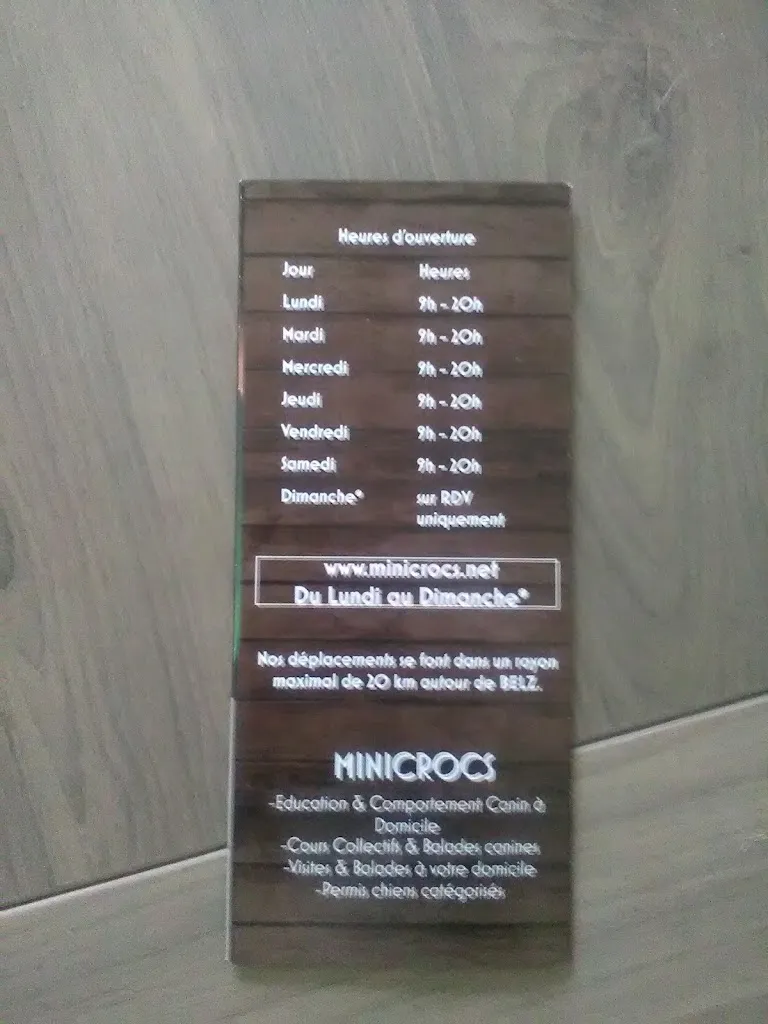 Heures d'ouverture
Jour Heures
Lundi 9h - 20h
Mardi 9h - 20h
Mercredi 9h - 20h
Jeudi 9h - 20h
Vendredi 9h - 20h
Samedi 9h - 20h
Dimanche* sur RDV
uniquement
www.minicrocs.net
Du Lundi au Dimanche*
Nos déplacements se font dans un rayon
maximal de 20 km autour de BELZ.
MINICROCS
-Education & Comportement Canin à
Domicile
-Cours Collectifs & Balades canines
-Visites & Balades à votre domicile
-Permis chiens catégorisés